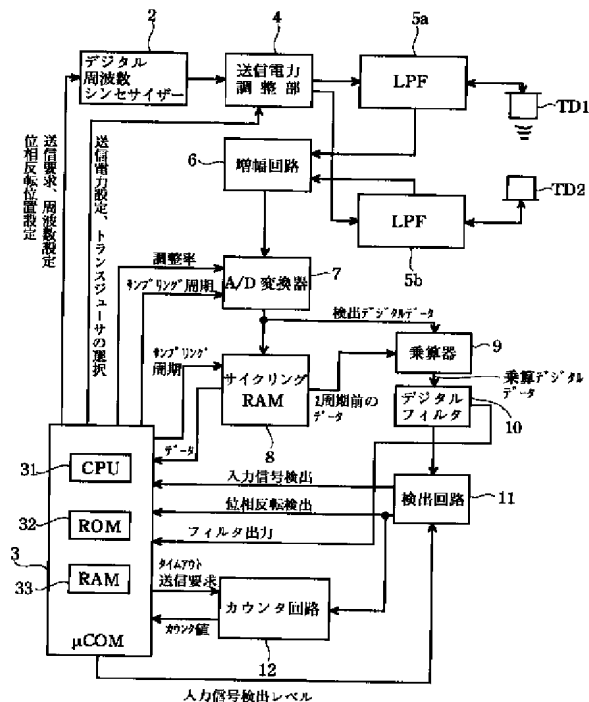 2
デジタル
周波数
シンセサイザー
4
送信電力
調整部
5a
LPF
TD1
6
増幅回路
TD2
LPF
5b
送信要求、周波数設定
位相反転位置設定
送信電力設定、トランスジューサの選択
調整率
サンプリング周期
A/D変換器
7
検出デジタルデータ
サンプリング
周期
サイクリング
RAM
8
1周期前の
データ
乗算器
9
乗算デジタル
データ
デジタル
フィルタ
10
データ
31
CPU
入力信号検出
検出回路
11
位相反転検出
32
ROM
フィルタ出力
3
33
RAM
タイムアウト
送信要求
カウンタ回路
カウンタ値
12
μCOM
入力信号検出レベル